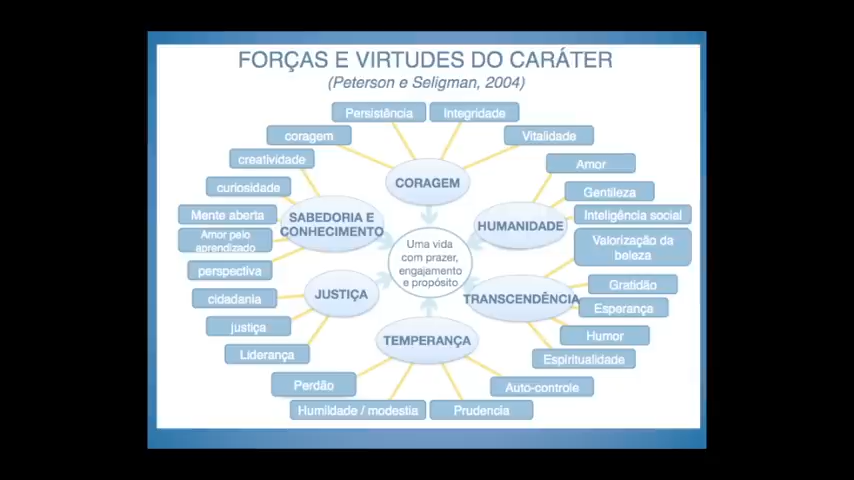 FORÇAS E VIRTUDES DO CARÁTER
(Peterson e Seligman, 2004)
Persistência
Integridade
coragem
Vitalidade
creatividade
Amor
curiosidade
CORAGEM
Gentileza
Mente aberta
SABEDORIA E
CONHECIMENTO
HUMANIDADE
Inteligência social
Amor pelo
aprendizado
Uma vida
com prazer,
engajamento
e propósito
Valorização da
beleza
perspectiva
cidadania
JUSTIÇA
TRANSCENDÊNCIA
Gratidão
Esperança
justiça
Humor
Liderança
TEMPERANÇA
Espiritualidade
Perdão
Auto-controle
Humildade / modestia
Prudencia